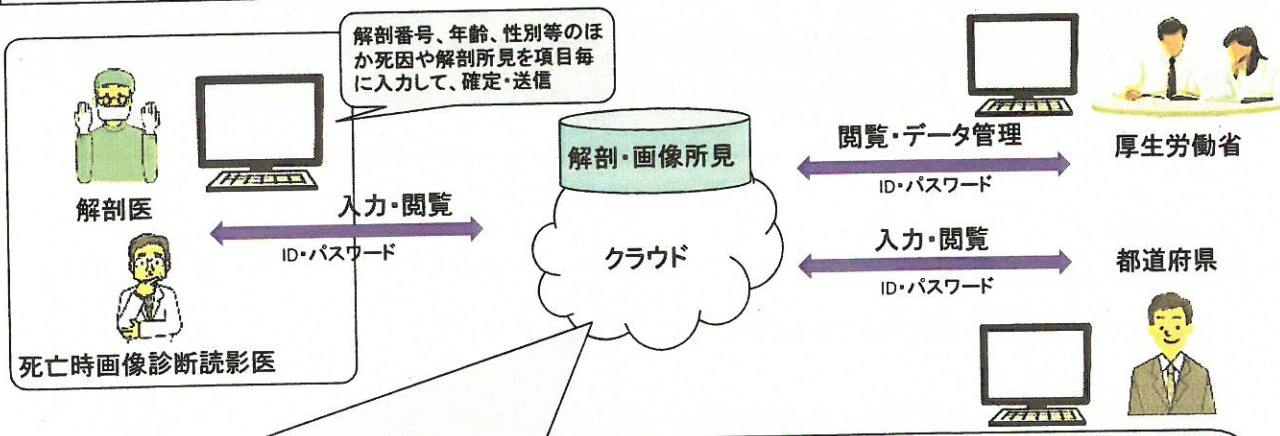 解剖番号、年齢、性別等のほ
か死因や解剖所見を項目毎
に入力して、確定・送信
解剖医
死亡時画像診断読影医
入力・閲覧
ID・パスワード
解剖・画像所見
クラウド
閲覧・データ管理
ID・パスワード
厚生労働省
入力・閲覧
ID・パスワード
都道府県